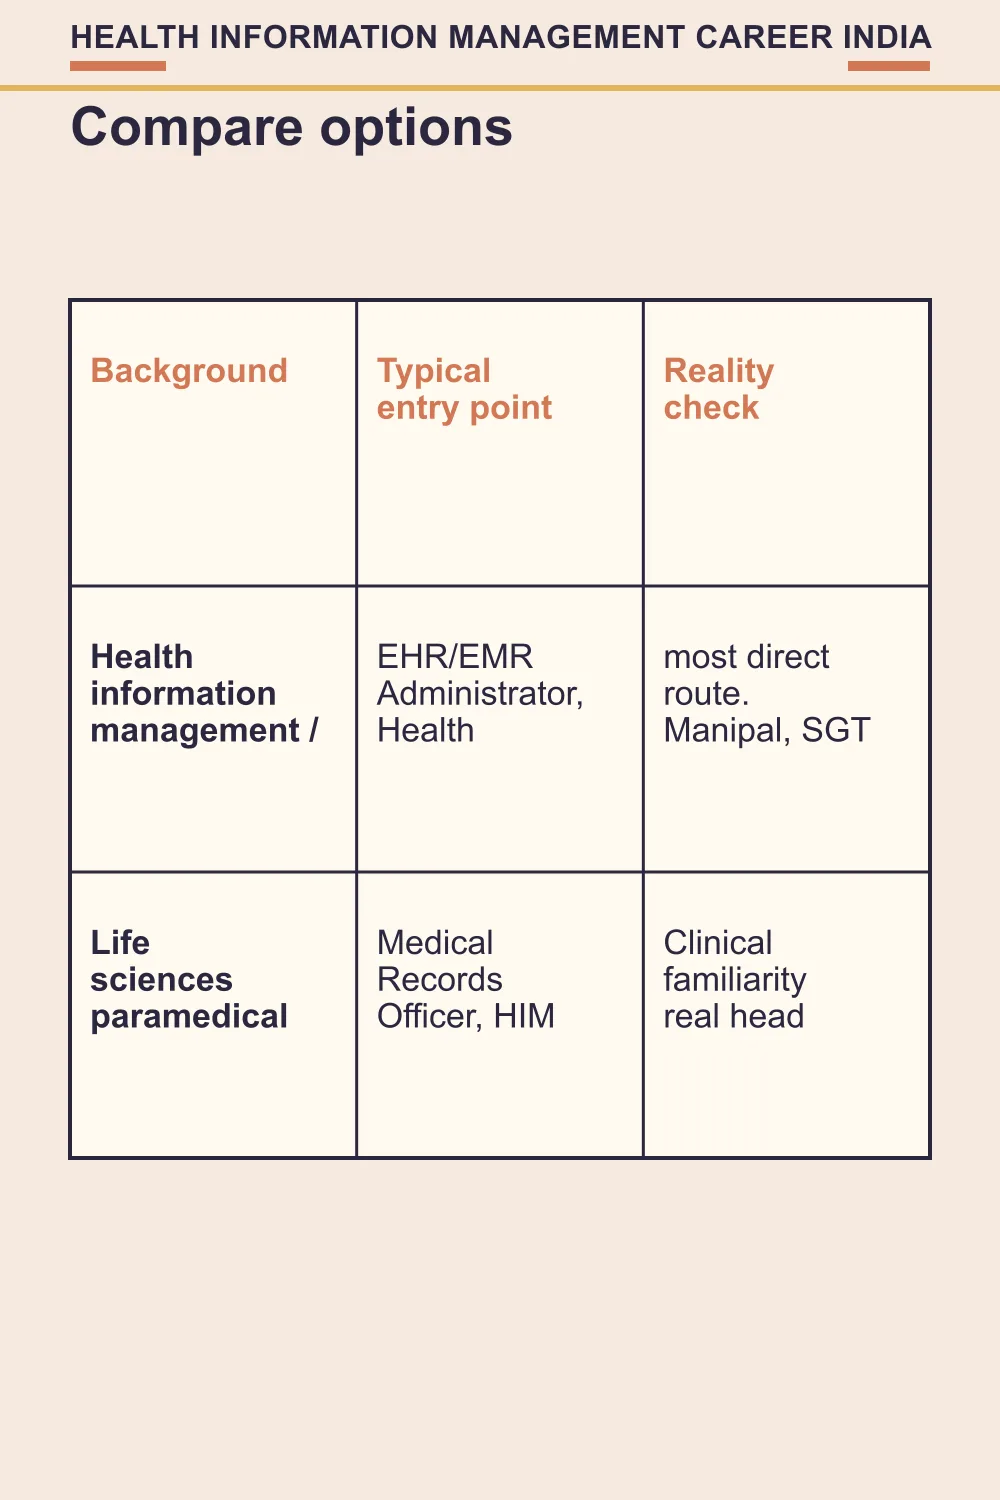 HEALTH INFORMATION MANAGEMENT CAREER INDIA
Compare options
Background
Typical
entry point
Reality
check
Health
information
management /
EHR/EMR
Administrator,
Health
most direct
route.
Manipal, SGT
Life
sciences
paramedical
Medical
Records
Officer, HIM
Clinical
familiarity
real head